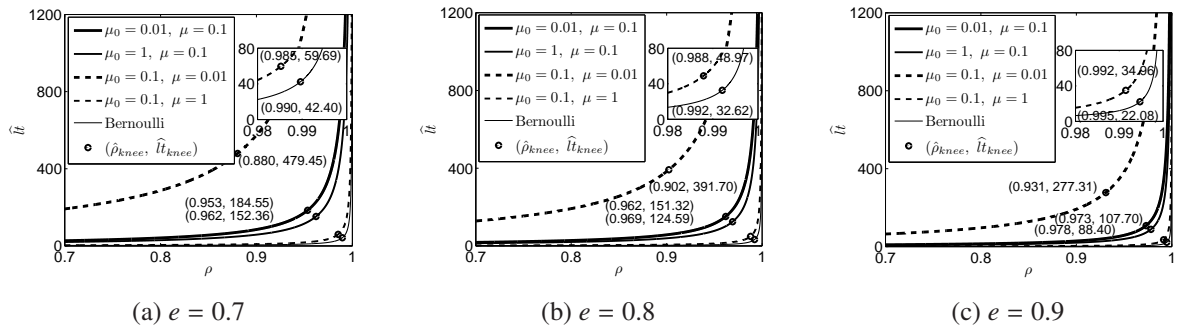 1200
800
400
0
l̂t
μ₀ = 0.01, μ = 0.1
μ₀ = 1, μ = 0.1
μ₀ = 0.1, μ = 0.01
μ₀ = 0.1, μ = 1
Bernoulli
(ρ̂knee, l̂tknee)
80
40
0
0.98 0.99 1
(0.985, 59.69)
(0.990, 42.40)
(0.880, 479.45)
(0.953, 184.55)
(0.962, 152.36)
0.7 0.8 0.9 1
ρ
(a) e = 0.7
1200
800
400
0
l̂t
μ₀ = 0.01, μ = 0.1
μ₀ = 1, μ = 0.1
μ₀ = 0.1, μ = 0.01
μ₀ = 0.1, μ = 1
Bernoulli
(ρ̂knee, l̂tknee)
80
40
0
0.98 0.99 1
(0.988, 48.97)
(0.992, 32.62)
(0.902, 391.70)
(0.962, 151.32)
(0.969, 124.59)
0.7 0.8 0.9 1
ρ
(b) e = 0.8
1200
800
400
0
l̂t
μ₀ = 0.01, μ = 0.1
μ₀ = 1, μ = 0.1
μ₀ = 0.1, μ = 0.01
μ₀ = 0.1, μ = 1
Bernoulli
(ρ̂knee, l̂tknee)
80
40
0
0.98 0.99 1
(0.992, 34.96)
(0.995, 22.08)
(0.931, 277.31)
(0.973, 107.70)
(0.978, 88.40)
0.7 0.8 0.9 1
ρ
(c) e = 0.9